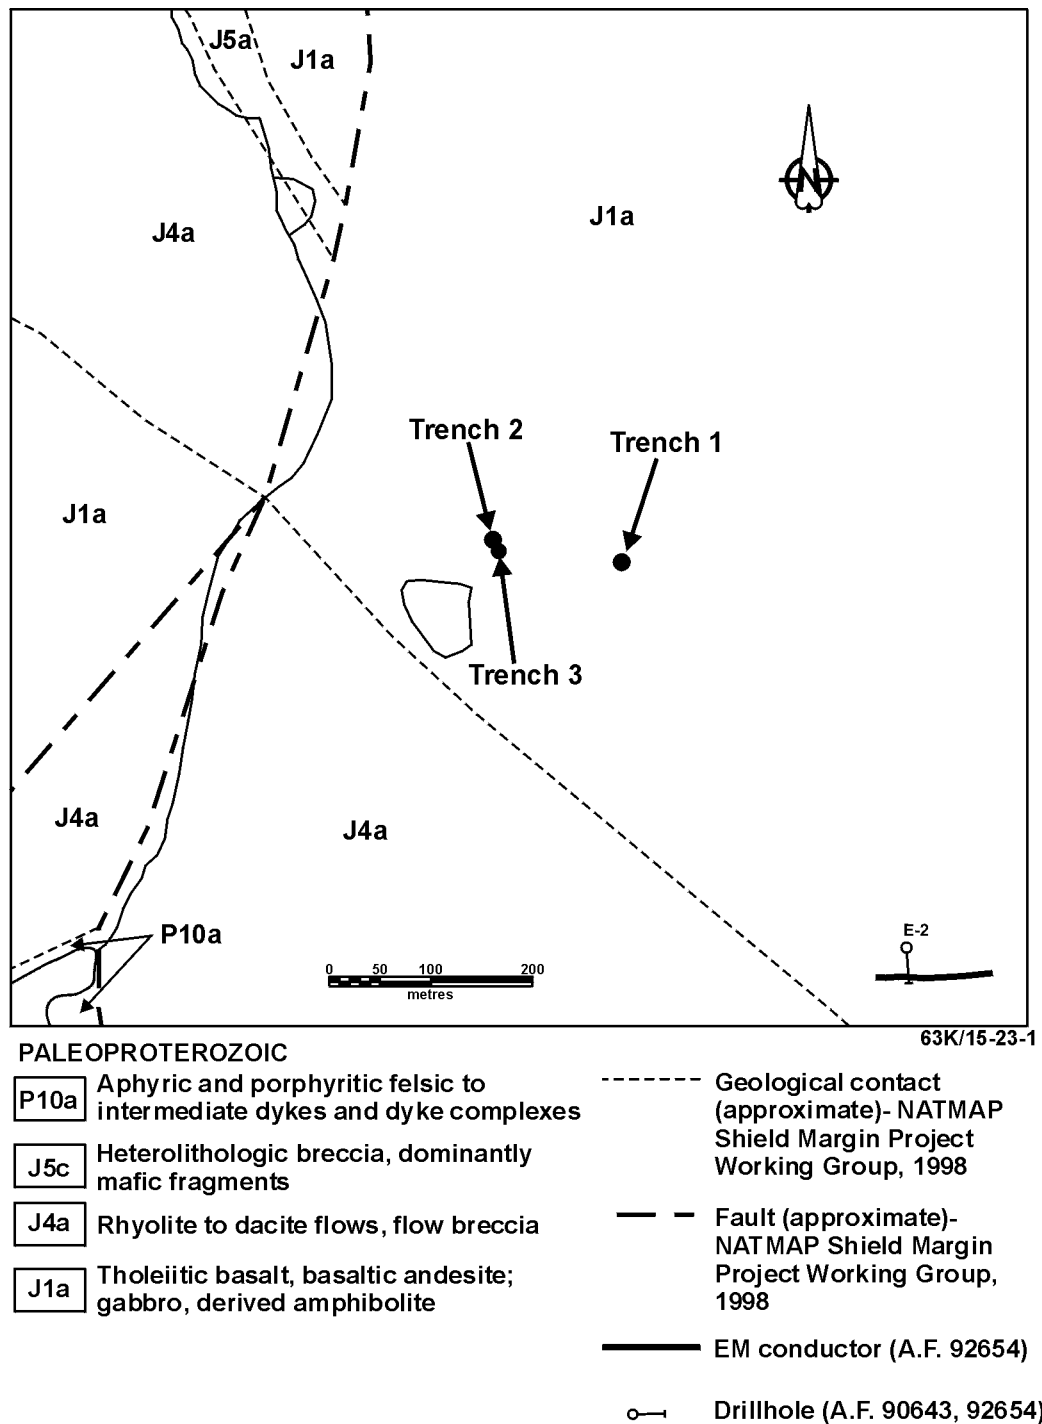 J5a
J1a
N
J4a
J1a
Trench 2
Trench 1
J1a
Trench 3
J4a
J4a
P10a
E-2
0 50 100 200
metres
63K/15-23-1
PALEOPROTEROZOIC
P10a
Aphyric and porphyritic felsic to
intermediate dykes and dyke complexes
J5c
Heterolithologic breccia, dominantly
mafic fragments
J4a
Rhyolite to dacite flows, flow breccia
J1a
Tholeiitic basalt, basaltic andesite;
gabbro, derived amphibolite
Geological contact
(approximate)- NATMAP
Shield Margin Project
Working Group, 1998
Fault (approximate)-
NATMAP Shield Margin
Project Working Group,
1998
EM conductor (A.F. 92654)
Drillhole (A.F. 90643, 92654)